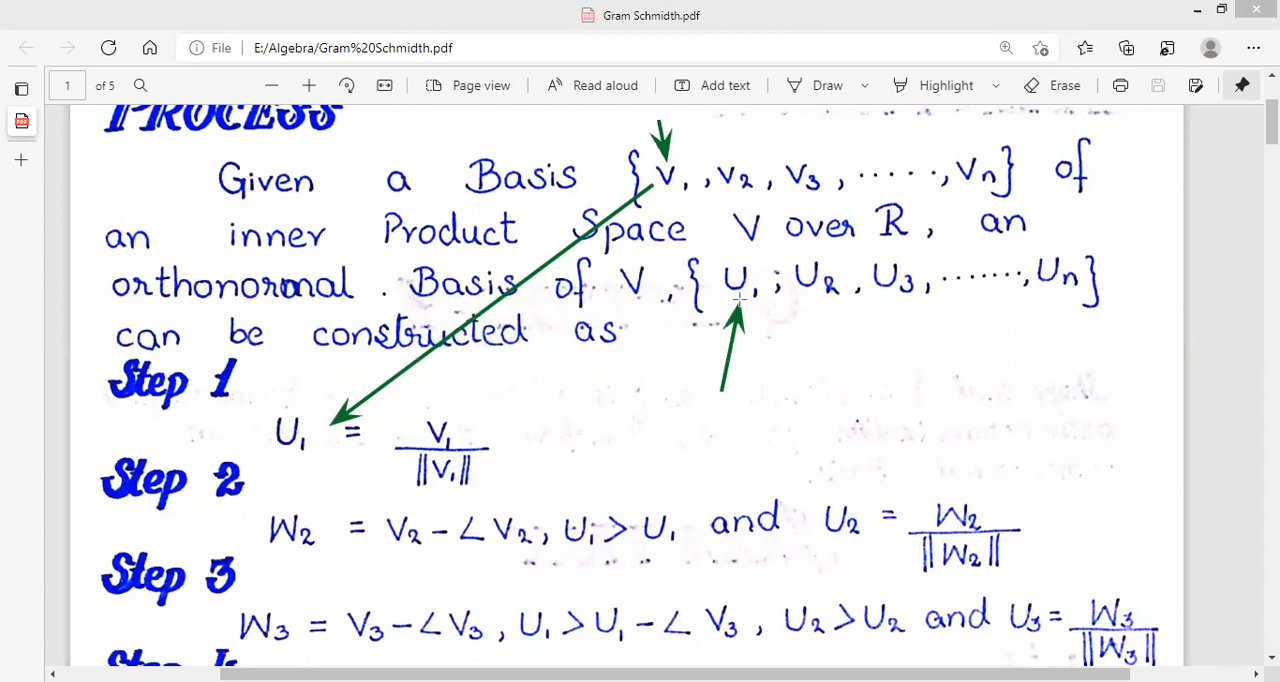 Gram Schmidth.pdf
File E:/Algebra/Gram%20Schmidth.pdf
1 of 5 Page view Read aloud Add text Draw Highlight Erase
PROCESS
Given a Basis {V₁, V₂, V₃, ....., Vn} of
an inner Product Space V over R, an
orthonormal. Basis of V, {U₁; U₂, U₃, ......, Un}
can be constructed as
Step 1
U₁ = V₁ / ||V₁||
Step 2
W₂ = V₂ - ∠V₂, U₁> U₁ and U₂ = W₂ / ||W₂||
Step 3
W₃ = V₃ - ∠V₃, U₁> U₁ - ∠ V₃, U₂> U₂ and U₃ = W₃ / ||W₃||